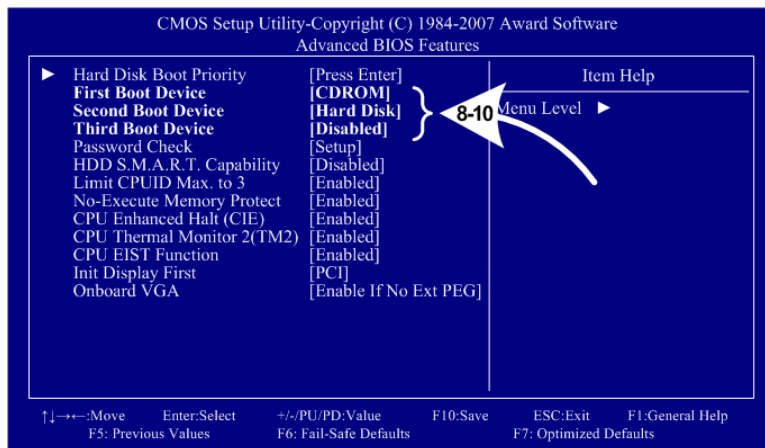 CMOS Setup Utility-Copyright (C) 1984-2007 Award Software
Advanced BIOS Features
► Hard Disk Boot Priority [Press Enter]
First Boot Device [CDROM]
Second Boot Device [Hard Disk]
Third Boot Device [Disabled]
Password Check [Setup]
HDD S.M.A.R.T. Capability [Disabled]
Limit CPUID Max. to 3 [Enabled]
No-Execute Memory Protect [Enabled]
CPU Enhanced Halt (CIE) [Enabled]
CPU Thermal Monitor 2(TM2) [Enabled]
CPU EIST Function [Enabled]
Init Display First [PCI]
Onboard VGA [Enable If No Ext PEG]
8-10
Item Help
Menu Level ►
↑↓→←:Move Enter:Select +/-/PU/PD:Value F10:Save ESC:Exit F1:General Help
F5: Previous Values F6: Fail-Safe Defaults F7: Optimized Defaults